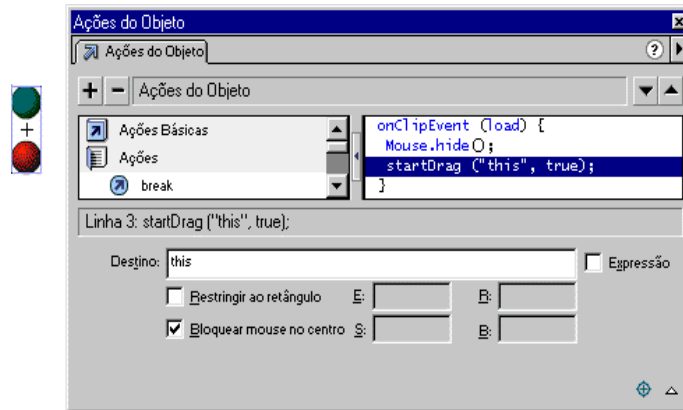 Ações do Objeto
Ações do Objeto
?
+ - Ações do Objeto
Ações Básicas
Ações
break
onClipEvent (load) {
Mouse.hide();
startDrag ("this", true);
}
Linha 3: startDrag ("this", true);
Destino: this Expressão
Restringir ao retângulo E: R:
Bloquear mouse no centro S: B: